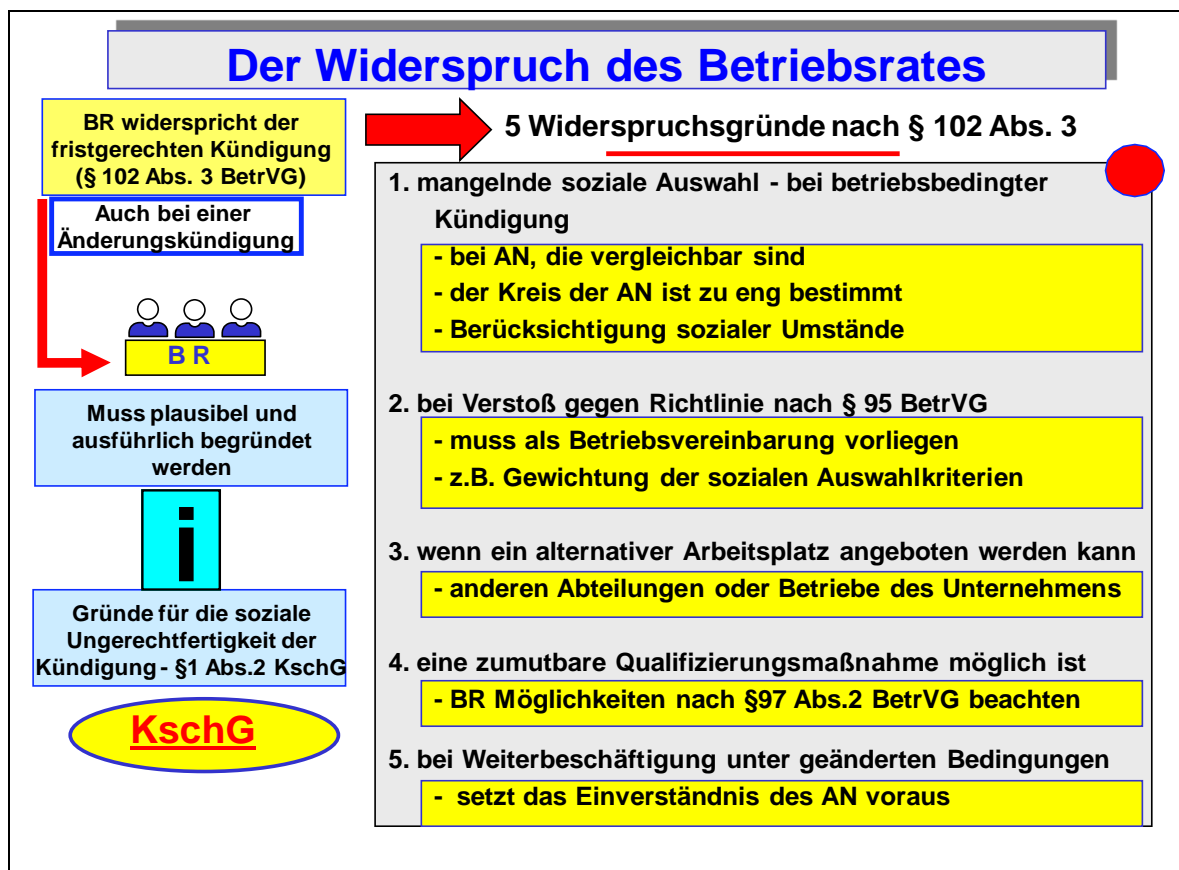 Der Widerspruch des Betriebsrates
BR widerspricht der
fristgerechten Kündigung
(§ 102 Abs. 3 BetrVG)
Auch bei einer
Änderungskündigung
B R
Muss plausibel und
ausführlich begründet
werden
i
Gründe für die soziale
Ungerechtfertigkeit der
Kündigung - §1 Abs.2 KschG
KschG
5 Widerspruchsgründe nach § 102 Abs. 3
1. mangelnde soziale Auswahl - bei betriebsbedingter
Kündigung
- bei AN, die vergleichbar sind
- der Kreis der AN ist zu eng bestimmt
- Berücksichtigung sozialer Umstände
2. bei Verstoß gegen Richtlinie nach § 95 BetrVG
- muss als Betriebsvereinbarung vorliegen
- z.B. Gewichtung der sozialen Auswahlkriterien
3. wenn ein alternativer Arbeitsplatz angeboten werden kann
- anderen Abteilungen oder Betriebe des Unternehmens
4. eine zumutbare Qualifizierungsmaßnahme möglich ist
- BR Möglichkeiten nach §97 Abs.2 BetrVG beachten
5. bei Weiterbeschäftigung unter geänderten Bedingungen
- setzt das Einverständnis des AN voraus